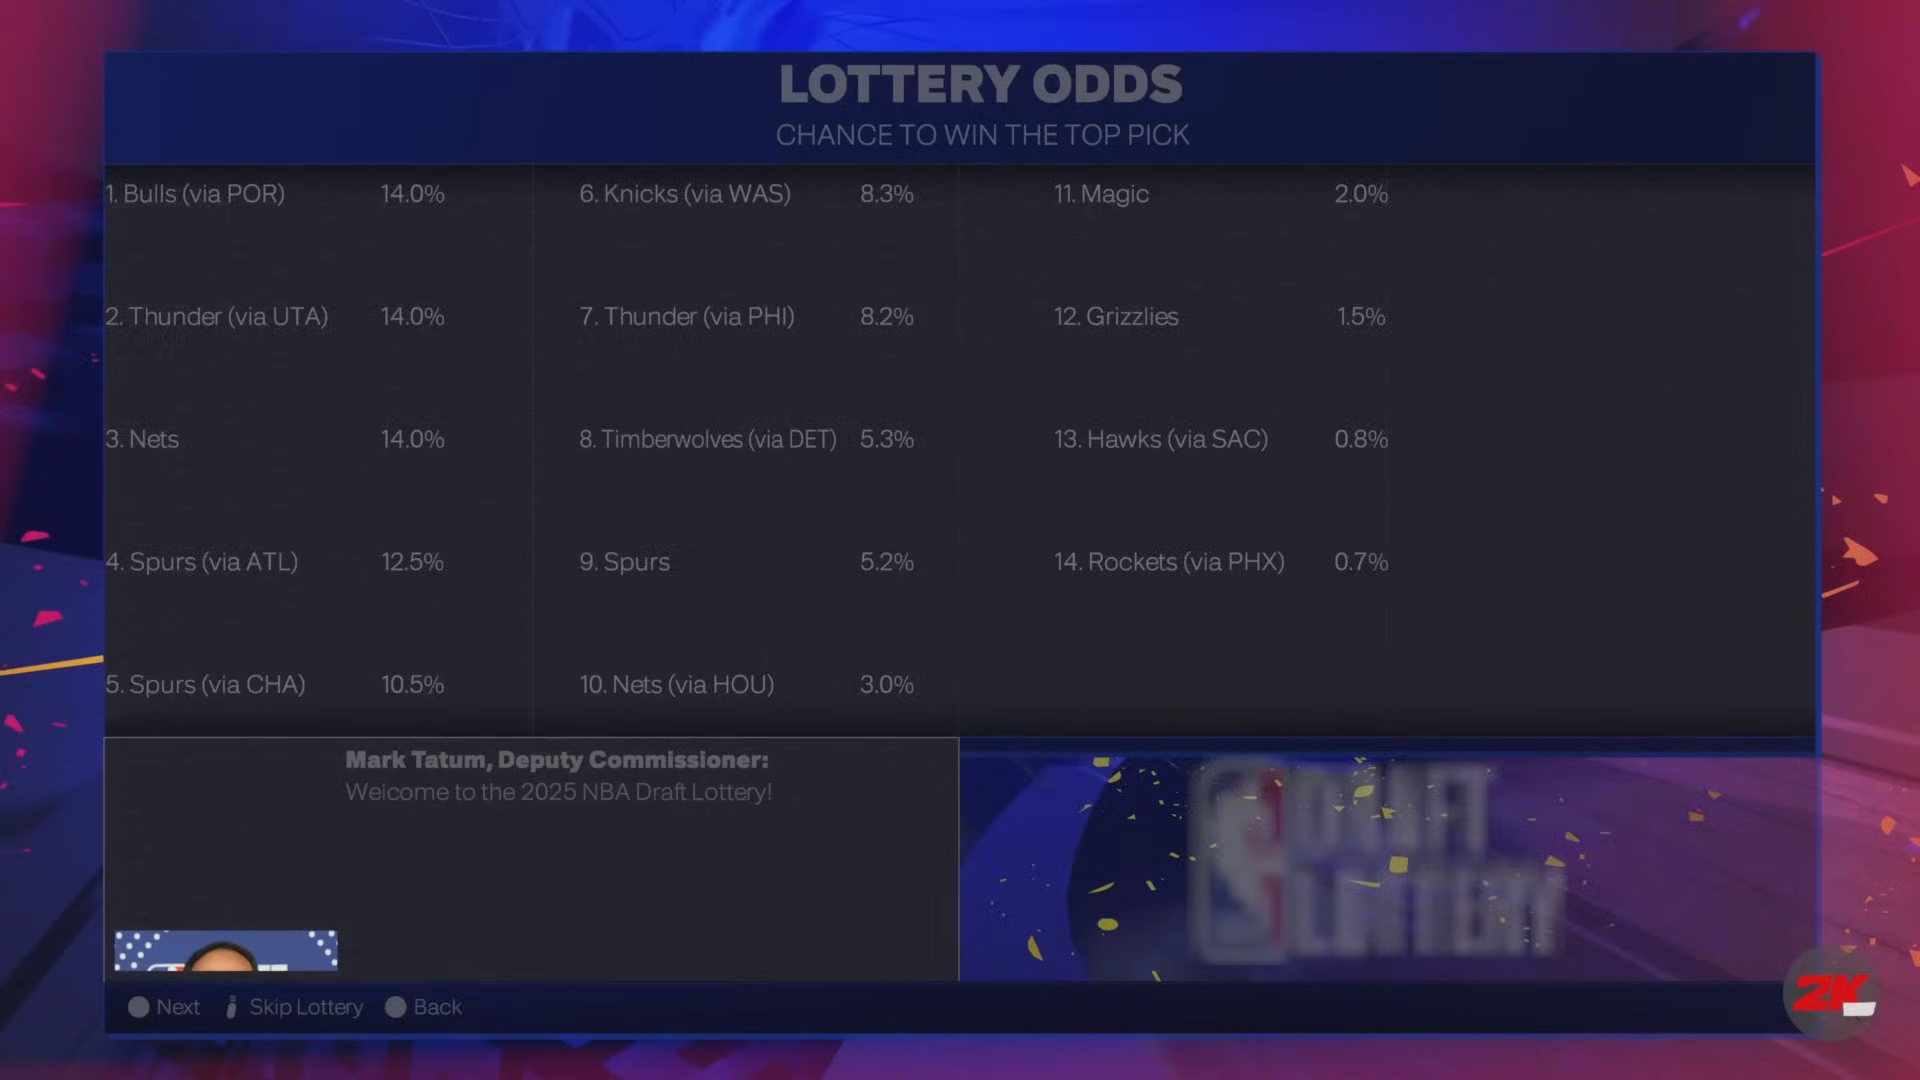 LOTTERY ODDS
CHANCE TO WIN THE TOP PICK
1. Bulls (via POR) 14.0%
2. Thunder (via UTA) 14.0%
3. Nets 14.0%
4. Spurs (via ATL) 12.5%
5. Spurs (via CHA) 10.5%
6. Knicks (via WAS) 8.3%
7. Thunder (via PHI) 8.2%
8. Timberwolves (via DET) 5.3%
9. Spurs 5.2%
10. Nets (via HOU) 3.0%
11. Magic 2.0%
12. Grizzlies 1.5%
13. Hawks (via SAC) 0.8%
14. Rockets (via PHX) 0.7%
Mark Tatum, Deputy Commissioner:
Welcome to the 2025 NBA Draft Lottery!
DRAFT
LOTTERY
Next Skip Lottery Back
2K